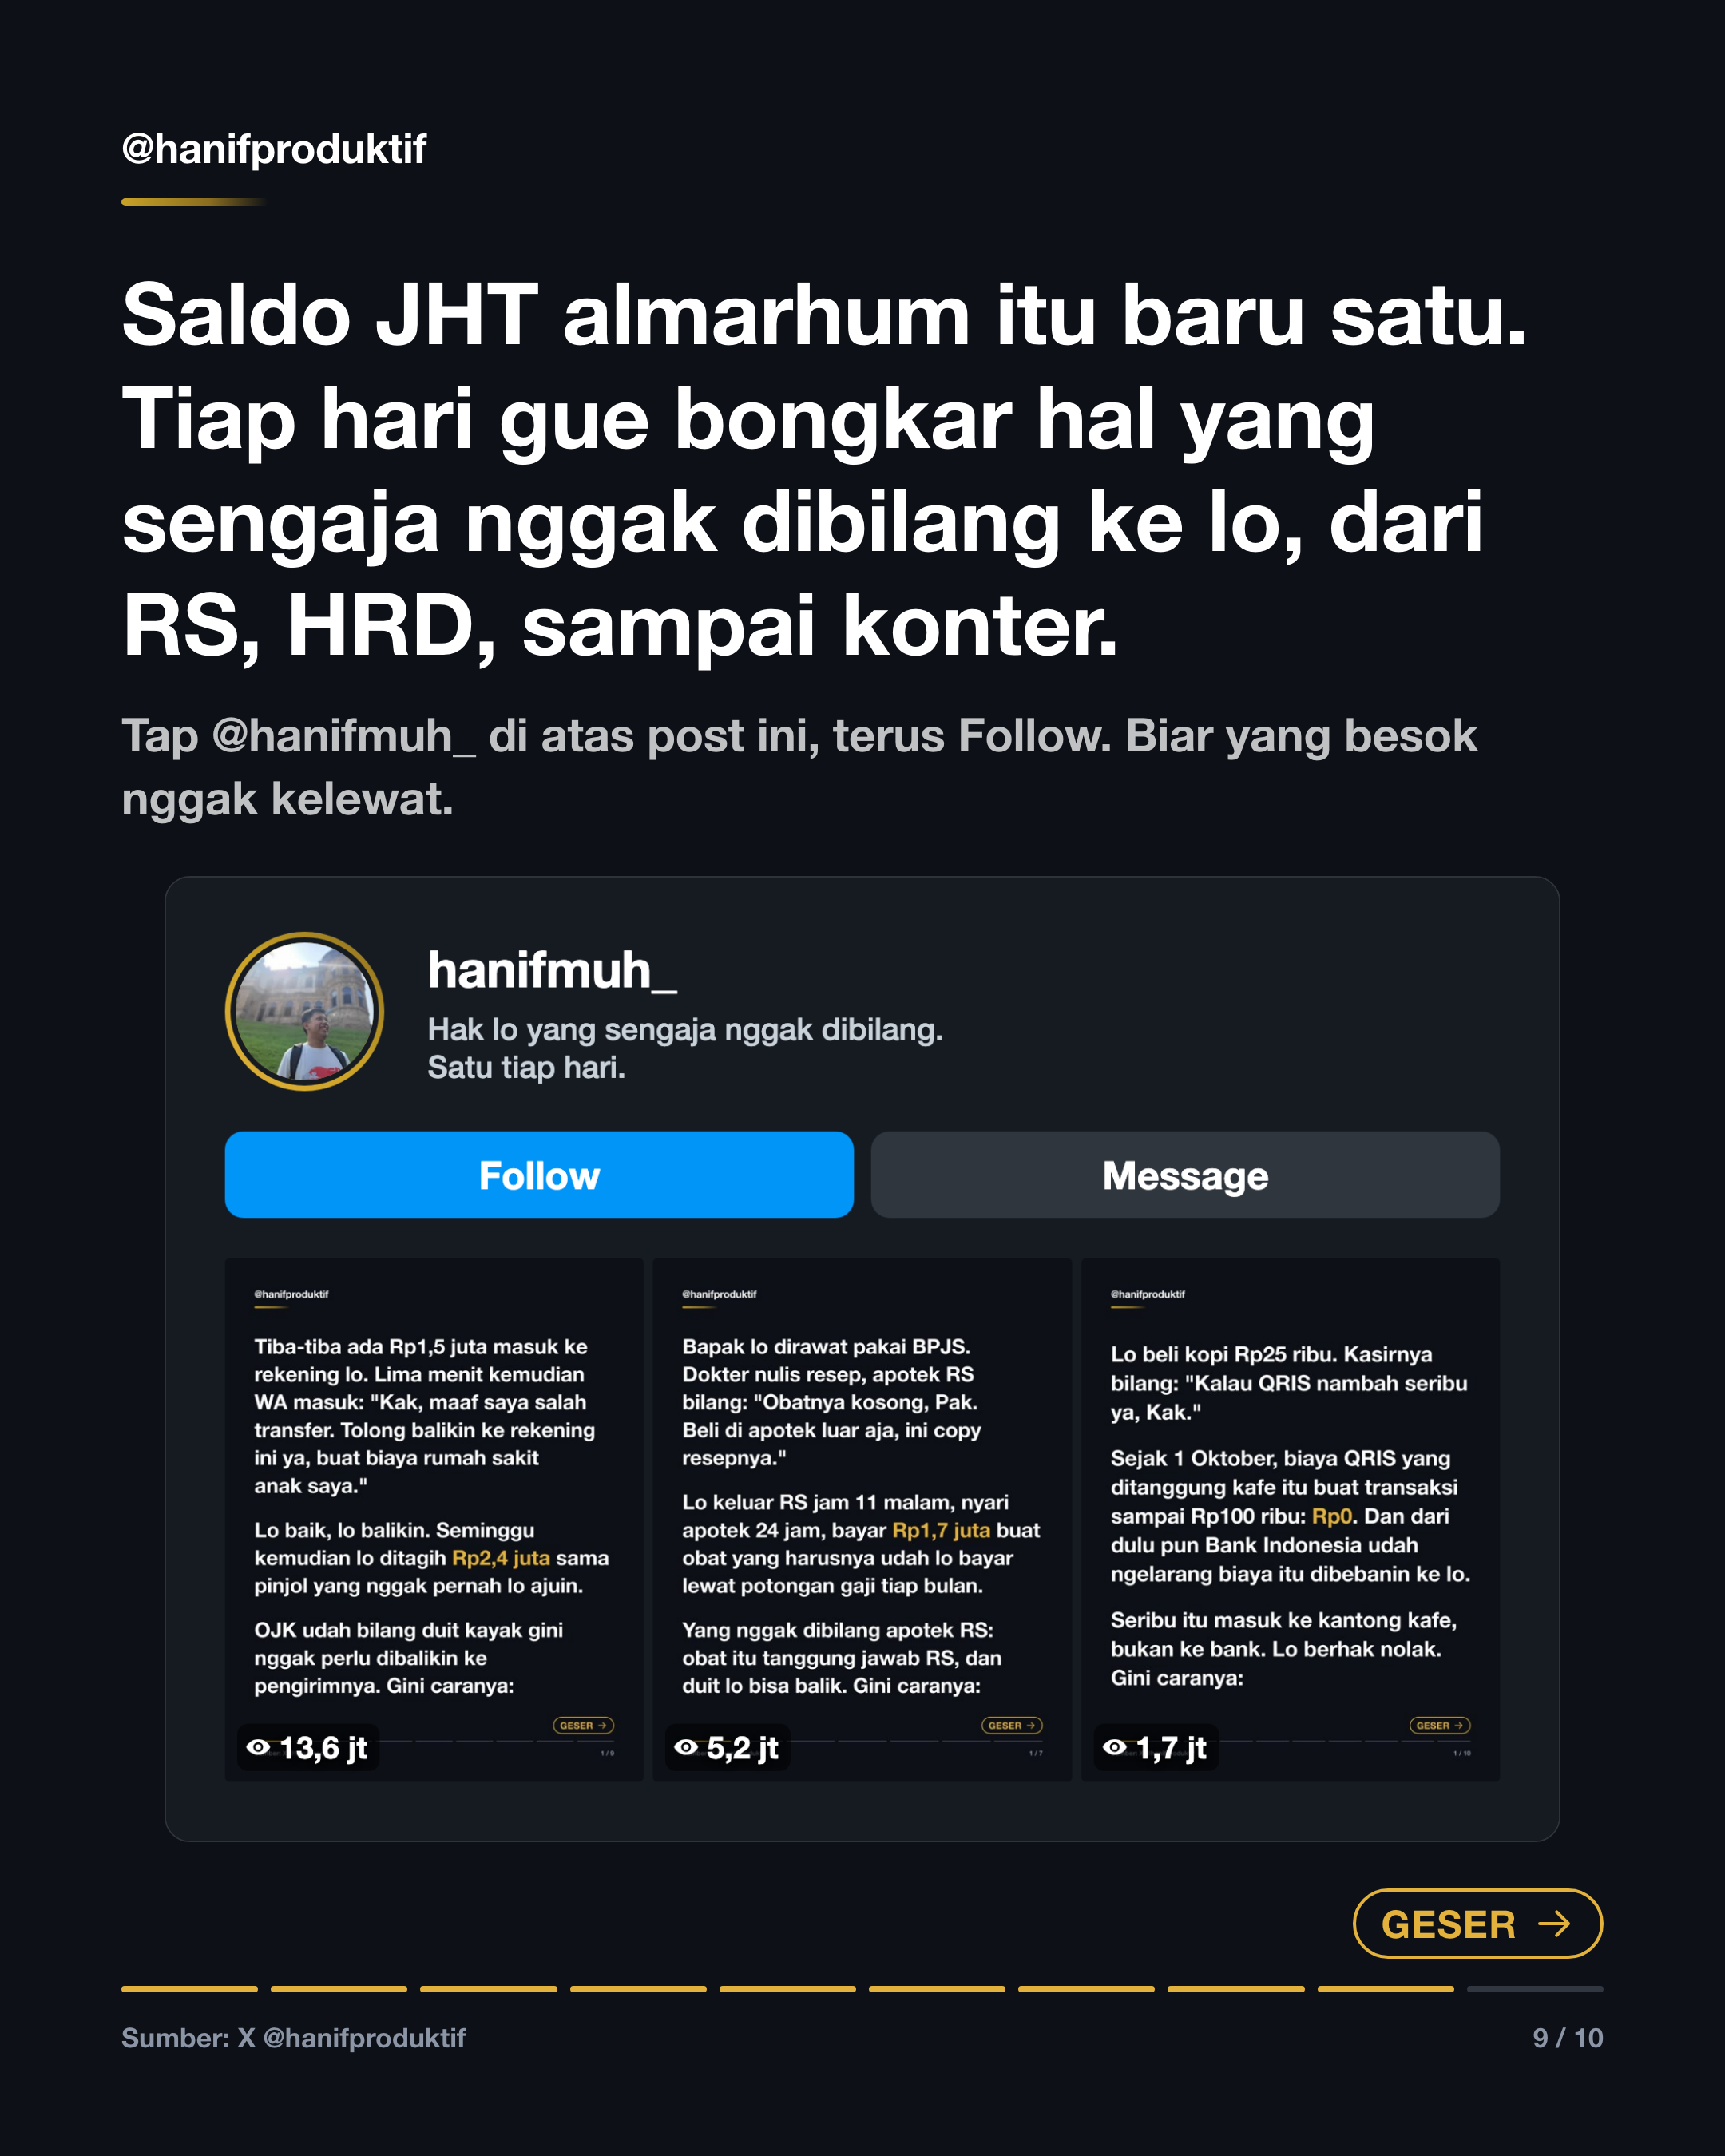 @hanifproduktif
Saldo JHT almarhum itu baru satu.
Tiap hari gue bongkar hal yang
sengaja nggak dibilang ke lo, dari
RS, HRD, sampai konter.
Tap @hanifmuh_ di atas post ini, terus Follow. Biar yang besok
nggak kelewat.
hanifmuh_
Hak lo yang sengaja nggak dibilang.
Satu tiap hari.
Follow
Message
@hanifproduktif
Tiba-tiba ada Rp1,5 juta masuk ke
rekening lo. Lima menit kemudian
WA masuk: "Kak, maaf saya salah
transfer. Tolong balikin ke rekening
ini ya, buat biaya rumah sakit
anak saya."
Lo baik, lo balikin. Seminggu
kemudian lo ditagih Rp2,4 juta sama
pinjol yang nggak pernah lo ajuin.
OJK udah bilang duit kayak gini
nggak perlu dibalikin ke
pengirimnya. Gini caranya:
GESER →
13,6 jt
@hanifproduktif
Bapak lo dirawat pakai BPJS.
Dokter nulis resep, apotek RS
bilang: "Obatnya kosong, Pak.
Beli di apotek luar aja, ini copy
resepnya."
Lo keluar RS jam 11 malam, nyari
apotek 24 jam, bayar Rp1,7 juta buat
obat yang harusnya udah lo bayar
lewat potongan gaji tiap bulan.
Yang nggak dibilang apotek RS:
obat itu tanggung jawab RS, dan
duit lo bisa balik. Gini caranya:
GESER →
5,2 jt
1 / 7
@hanifproduktif
Lo beli kopi Rp25 ribu. Kasirnya
bilang: "Kalau QRIS nambah seribu
ya, Kak."
Sejak 1 Oktober, biaya QRIS yang
ditanggung kafe itu buat transaksi
sampai Rp100 ribu: Rp0. Dan dari
dulu pun Bank Indonesia udah
ngelarang biaya itu dibebanin ke lo.
Seribu itu masuk ke kantong kafe,
bukan ke bank. Lo berhak nolak.
Gini caranya:
GESER →
1,7 jt
1 / 10
GESER →
Sumber: X @hanifproduktif
9 / 10